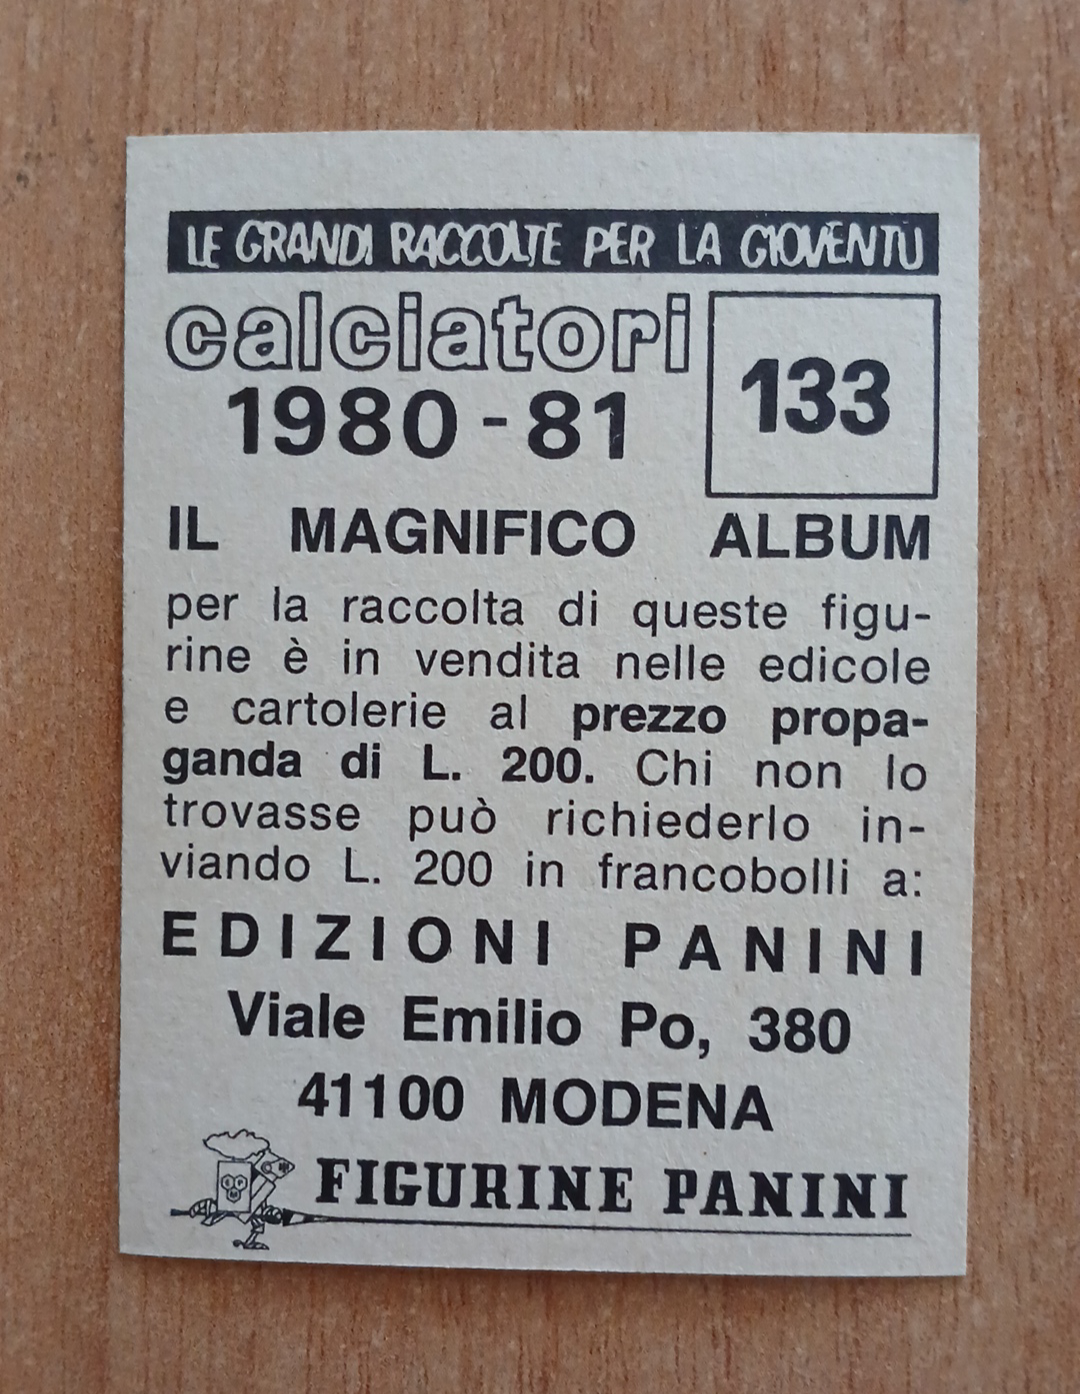 LE GRANDI RACCOLTE PER LA GIOVENTÙ
calciatori
1980-81
133
IL MAGNIFICO ALBUM
per la raccolta di queste figu-
rine è in vendita nelle edicole
e cartolerie al prezzo propa-
ganda di L. 200. Chi non lo
trovasse può richiederlo in-
viando L. 200 in francobolli a:
EDIZIONI PANINI
Viale Emilio Po, 380
41100 MODENA
FIGURINE PANINI